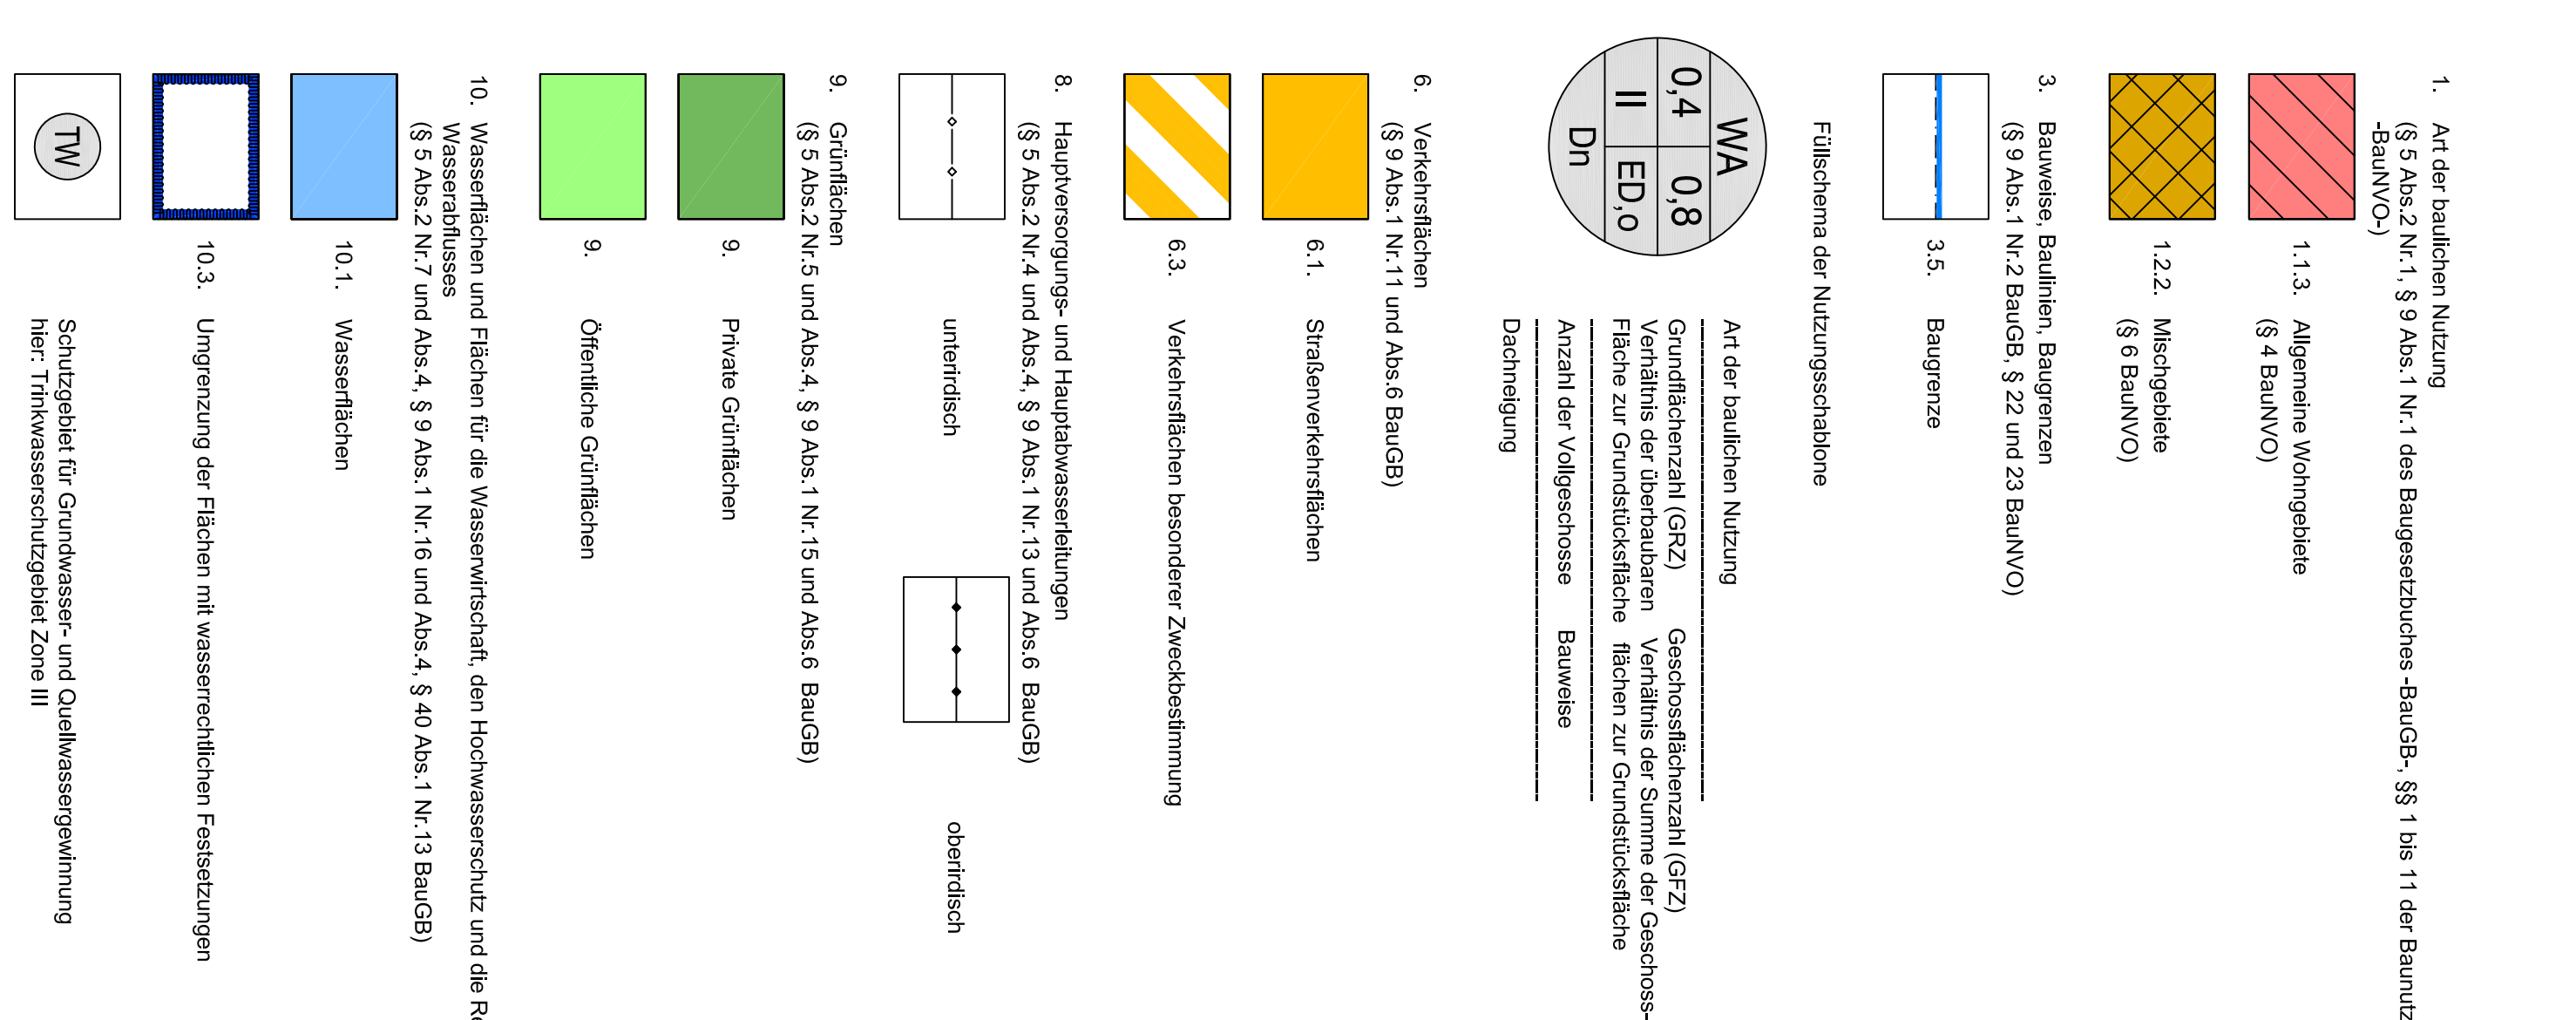 1. Art der baulichen Nutzung
(§ 5 Abs.2 Nr.1, § 9 Abs.1 Nr.1 des Baugesetzbuches -BauGB-, §§ 1 bis 11 der Baunutz
-BauNVO-)
1.1.3. Allgemeine Wohngebiete
(§ 4 BauNVO)
1.2.2. Mischgebiete
(§ 6 BauNVO)
3. Bauweise, Baulinien, Baugrenzen
(§ 9 Abs.1 Nr.2 BauGB, § 22 und 23 BauNVO)
3.5. Baugrenze
Füllschema der Nutzungsschablone
WA
0,4 0,8
II ED,o
Dn
Art der baulichen Nutzung
Grundflächenzahl (GRZ) Geschossflächenzahl (GFZ)
Verhältnis der überbaubaren Verhältnis der Summe der Geschoss-
Fläche zur Grundstücksfläche flächen zur Grundstücksfläche
Anzahl der Vollgeschosse Bauweise
Dachneigung
6. Verkehrsflächen
(§ 9 Abs.1 Nr.11 und Abs.6 BauGB)
6.1. Straßenverkehrsflächen
6.3. Verkehrsflächen besonderer Zweckbestimmung
8. Hauptversorgungs- und Hauptabwasserleitungen
(§ 5 Abs.2 Nr.4 und Abs.4, § 9 Abs.1 Nr.13 und Abs.6 BauGB)
unterirdisch oberirdisch
9. Grünflächen
(§ 5 Abs.2 Nr.5 und Abs.4, § 9 Abs.1 Nr.15 und Abs.6 BauGB)
9. Private Grünflächen
9. Öffentliche Grünflächen
10. Wasserflächen und Flächen für die Wasserwirtschaft, den Hochwasserschutz und die Re
Wasserabflusses
(§ 5 Abs.2 Nr.7 und Abs.4, § 9 Abs.1 Nr.16 und Abs.4, § 40 Abs.1 Nr.13 BauGB)
10.1. Wasserflächen
10.3. Umgrenzung der Flächen mit wasserrechtlichen Festsetzungen
TW
Schutzgebiet für Grundwasser- und Quellwassergewinnung
hier: Trinkwasserschutzgebiet Zone III